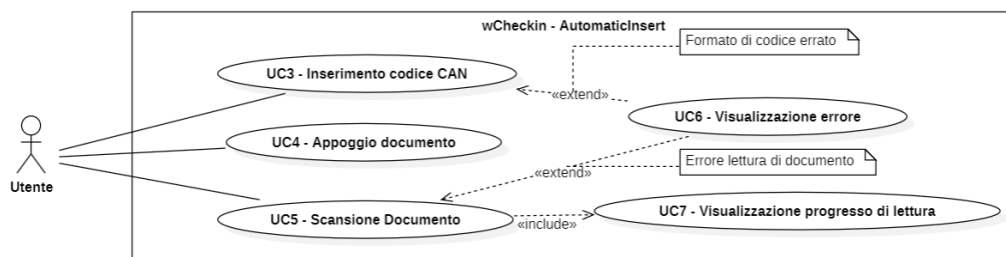 wCheckin - AutomaticInsert
Formato di codice errato
UC3 - Inserimento codice CAN
«extend»
UC6 - Visualizzazione errore
UC4 - Appoggio documento
Errore lettura di documento
«extend»
Utente
UC5 - Scansione Documento
UC7 - Visualizzazione progresso di lettura
«include»